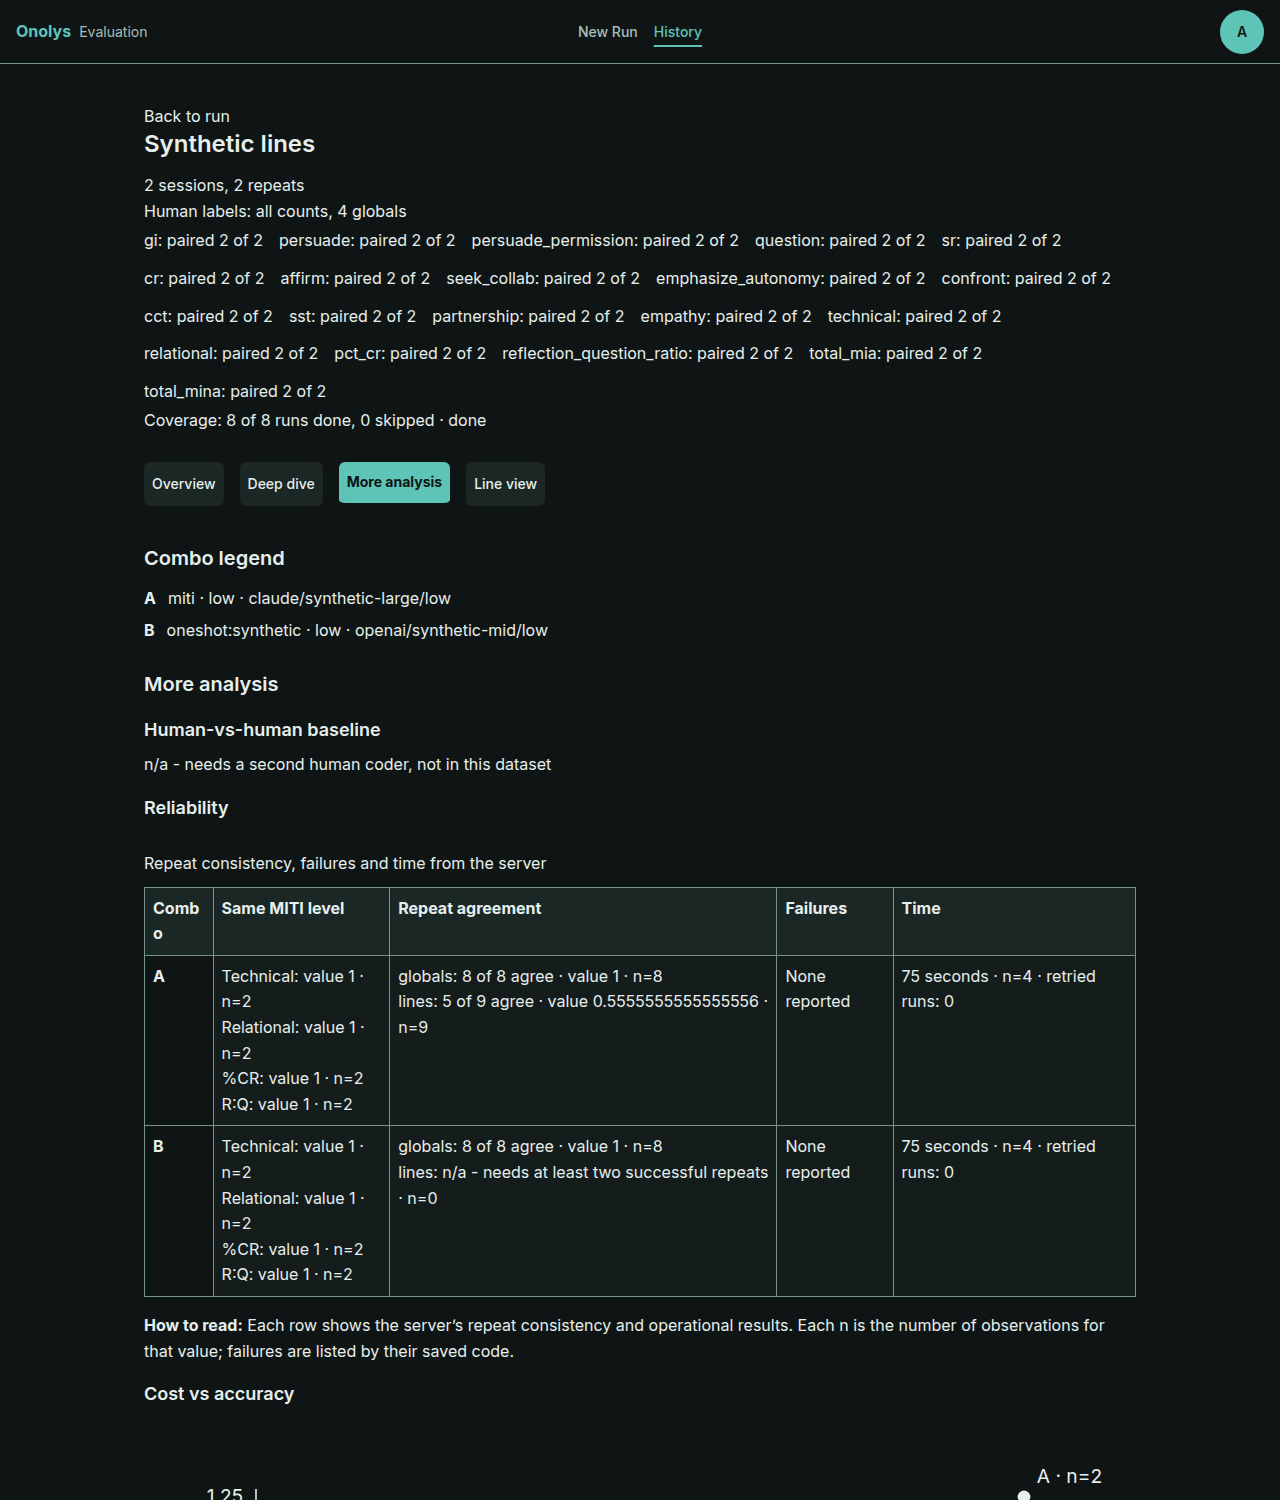 Onolys Evaluation
New Run
History
A
Back to run
Synthetic lines
2 sessions, 2 repeats
Human labels: all counts, 4 globals
gi: paired 2 of 2 persuade: paired 2 of 2 persuade_permission: paired 2 of 2 question: paired 2 of 2 sr: paired 2 of 2
cr: paired 2 of 2 affirm: paired 2 of 2 seek_collab: paired 2 of 2 emphasize_autonomy: paired 2 of 2 confront: paired 2 of 2
cct: paired 2 of 2 sst: paired 2 of 2 partnership: paired 2 of 2 empathy: paired 2 of 2 technical: paired 2 of 2
relational: paired 2 of 2 pct_cr: paired 2 of 2 reflection_question_ratio: paired 2 of 2 total_mia: paired 2 of 2
total_mina: paired 2 of 2
Coverage: 8 of 8 runs done, 0 skipped · done
Overview
Deep dive
More analysis
Line view
Combo legend
A miti · low · claude/synthetic-large/low
B oneshot:synthetic · low · openai/synthetic-mid/low
More analysis
Human-vs-human baseline
n/a - needs a second human coder, not in this dataset
Reliability
Repeat consistency, failures and time from the server
Comb
o
Same MITI level
Repeat agreement
Failures
Time
A
Technical: value 1 ·
n=2
Relational: value 1 ·
n=2
%CR: value 1 · n=2
R:Q: value 1 · n=2
globals: 8 of 8 agree · value 1 · n=8
lines: 5 of 9 agree · value 0.5555555555555556 ·
n=9
None
reported
75 seconds · n=4 · retried
runs: 0
B
Technical: value 1 ·
n=2
Relational: value 1 ·
n=2
%CR: value 1 · n=2
R:Q: value 1 · n=2
globals: 8 of 8 agree · value 1 · n=8
lines: n/a - needs at least two successful repeats
· n=0
None
reported
75 seconds · n=4 · retried
runs: 0
How to read: Each row shows the server’s repeat consistency and operational results. Each n is the number of observations for
that value; failures are listed by their saved code.
Cost vs accuracy
A · n=2
1.25